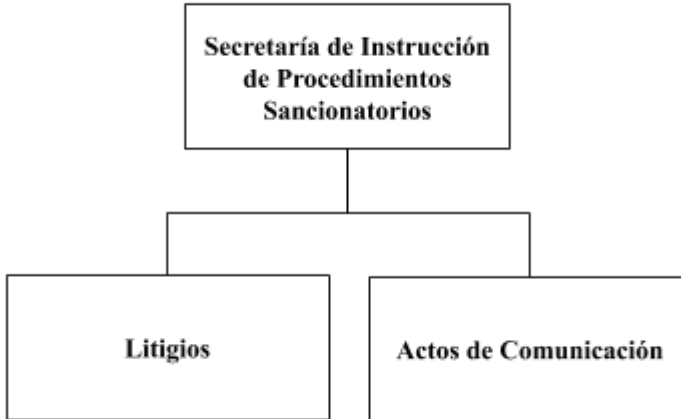 Secretaría de Instrucción
de Procedimientos
Sancionatorios
Litigios
Actos de Comunicación